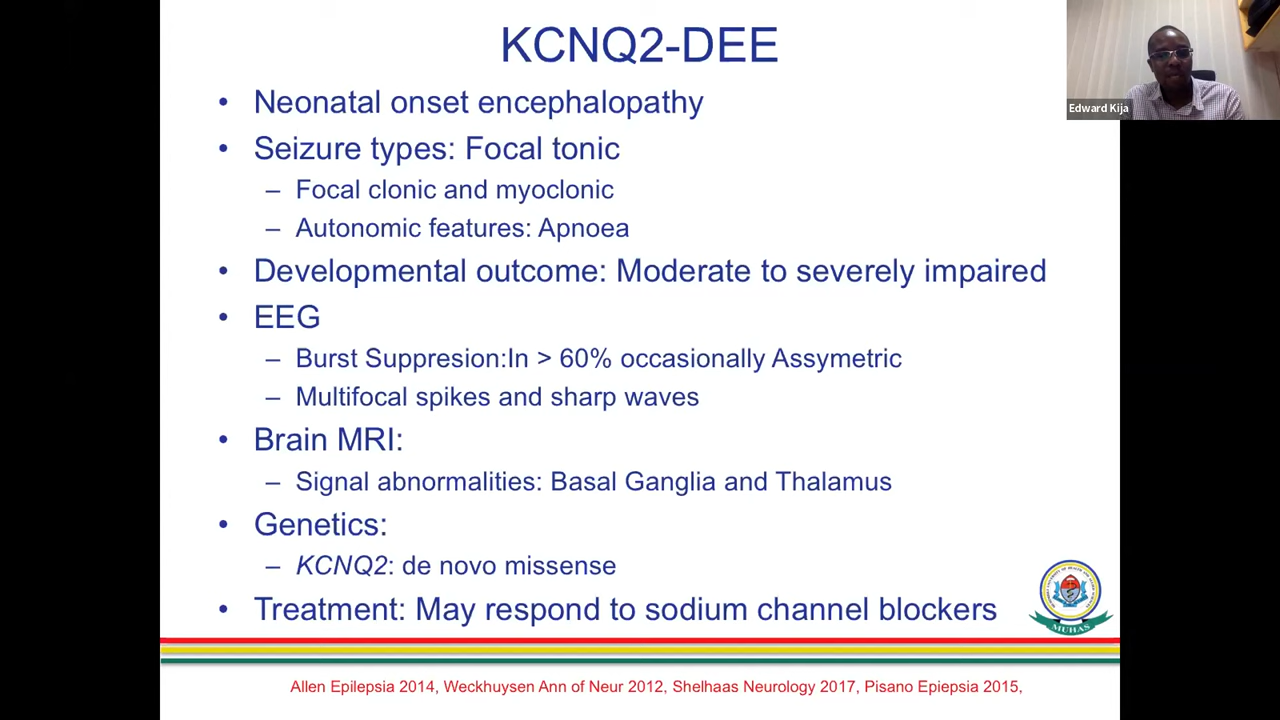 KCNQ2-DEE
Edward Kija
• Neonatal onset encephalopathy
• Seizure types: Focal tonic
– Focal clonic and myoclonic
– Autonomic features: Apnoea
• Developmental outcome: Moderate to severely impaired
• EEG
– Burst Suppresion:In > 60% occasionally Assymetric
– Multifocal spikes and sharp waves
• Brain MRI:
– Signal abnormalities: Basal Ganglia and Thalamus
• Genetics:
– KCNQ2: de novo missense
• Treatment: May respond to sodium channel blockers
MUHAS
Allen Epilepsia 2014, Weckhuysen Ann of Neur 2012, Shelhaas Neurology 2017, Pisano Epiepsia 2015,